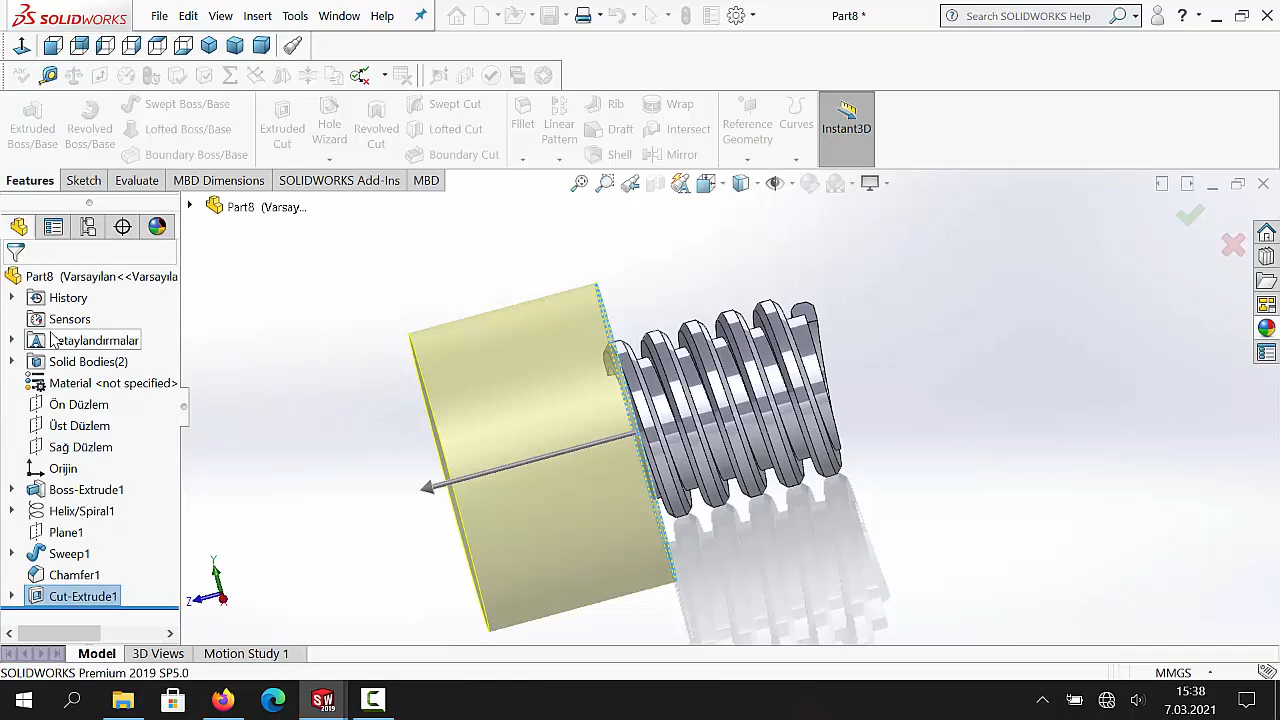 SOLIDWORKS File Edit View Insert Tools Window Help Part8 * Search SOLIDWORKS Help
Extruded Boss/Base
Revolved Boss/Base
Swept Boss/Base
Lofted Boss/Base
Boundary Boss/Base
Extruded Cut
Hole Wizard
Revolved Cut
Swept Cut
Lofted Cut
Boundary Cut
Fillet
Linear Pattern
Rib
Draft
Shell
Wrap
Intersect
Mirror
Reference Geometry
Curves
Instant3D
Features Sketch Evaluate MBD Dimensions SOLIDWORKS Add-Ins MBD
Part8 (Varsay...
Part8 (Varsayılan<<Varsayıla
History
Sensors
etaylandırmalar
Solid Bodies(2)
Material <not specified>
Ön Düzlem
Üst Düzlem
Sağ Düzlem
Orijin
Boss-Extrude1
Helix/Spiral1
Plane1
Sweep1
Chamfer1
Cut-Extrude1
Y
Z
Model 3D Views Motion Study 1
SOLIDWORKS Premium 2019 SP5.0 MMGS
SW 2019
15:38
7.03.2021